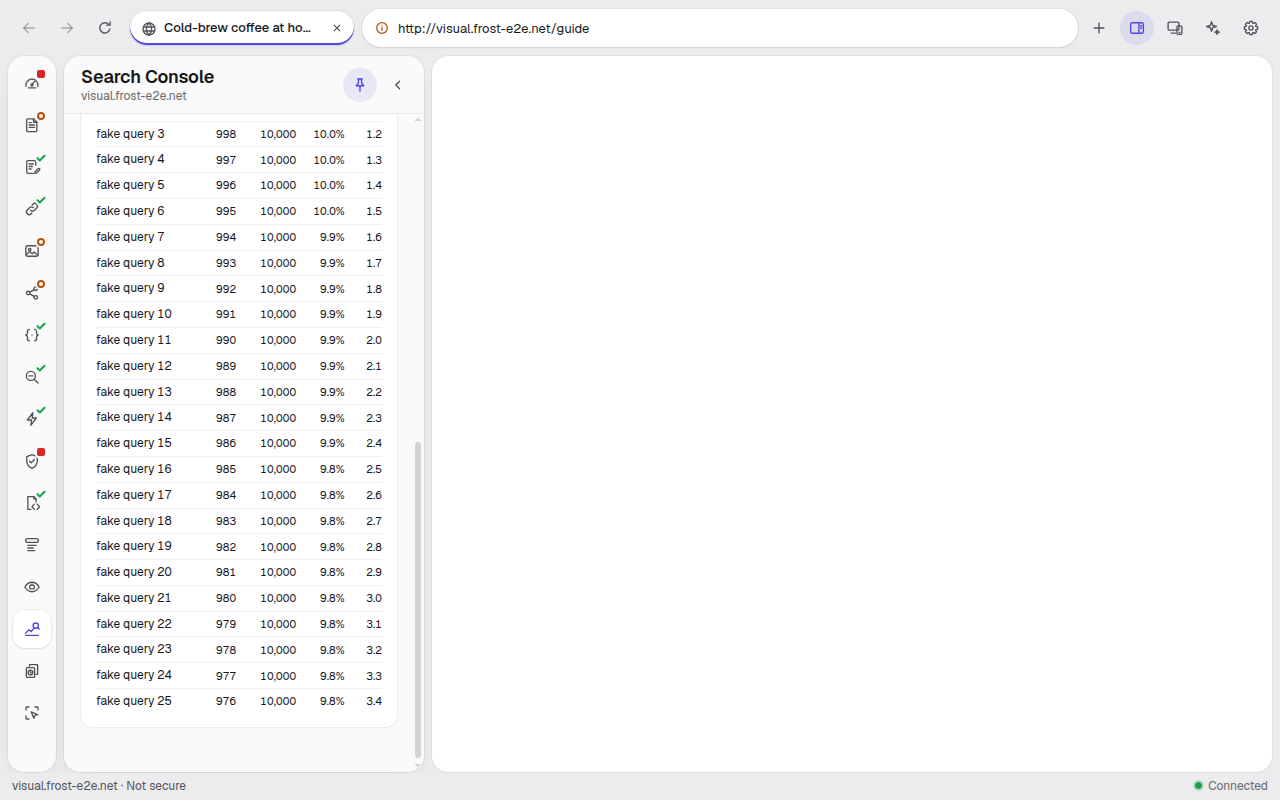 Cold-brew coffee at ho...
http://visual.frost-e2e.net/guide
Search Console
visual.frost-e2e.net
fake query 3 998 10,000 10.0% 1.2
fake query 4 997 10,000 10.0% 1.3
fake query 5 996 10,000 10.0% 1.4
fake query 6 995 10,000 10.0% 1.5
fake query 7 994 10,000 9.9% 1.6
fake query 8 993 10,000 9.9% 1.7
fake query 9 992 10,000 9.9% 1.8
fake query 10 991 10,000 9.9% 1.9
fake query 11 990 10,000 9.9% 2.0
fake query 12 989 10,000 9.9% 2.1
fake query 13 988 10,000 9.9% 2.2
fake query 14 987 10,000 9.9% 2.3
fake query 15 986 10,000 9.9% 2.4
fake query 16 985 10,000 9.8% 2.5
fake query 17 984 10,000 9.8% 2.6
fake query 18 983 10,000 9.8% 2.7
fake query 19 982 10,000 9.8% 2.8
fake query 20 981 10,000 9.8% 2.9
fake query 21 980 10,000 9.8% 3.0
fake query 22 979 10,000 9.8% 3.1
fake query 23 978 10,000 9.8% 3.2
fake query 24 977 10,000 9.8% 3.3
fake query 25 976 10,000 9.8% 3.4
visual.frost-e2e.net · Not secure
Connected